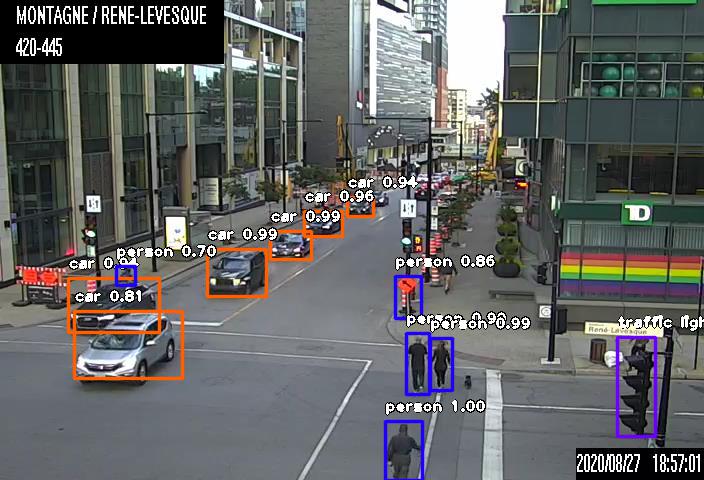 MONTAGNE / RENE-LEVESQUE
420-445
car 0.94
car 0.96
car 0.99
car 0.99
person 0.70
car 0.81
person 0.86
person 0.99
person 1.00
TD
René-Lévesque
traffic ligh
2020/08/27 18:57:01